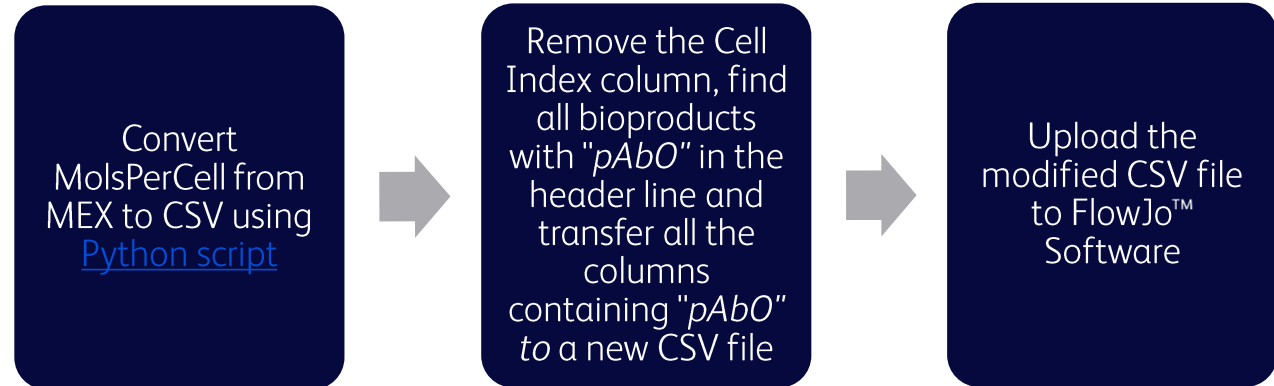 Convert
MolsPerCell from
MEX to CSV using
Python script
Remove the Cell
Index column, find
all bioproducts
with "pAbO" in the
header line and
transfer all the
columns
containing "pAbO"
to a new CSV file
Upload the
modified CSV file
to FlowJo™
Software